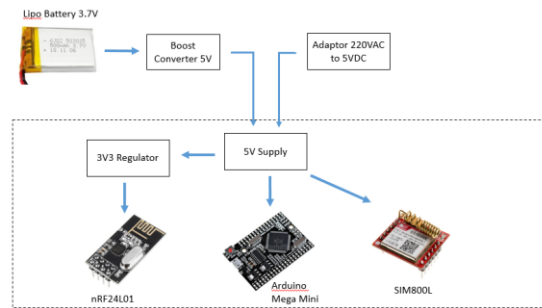 Lipo Battery 3.7V
Boost
Converter 5V
Adaptor 220VAC
to 5VDC
3V3 Regulator
5V Supply
nRF24L01
Arduino
Mega Mini
SIM800L